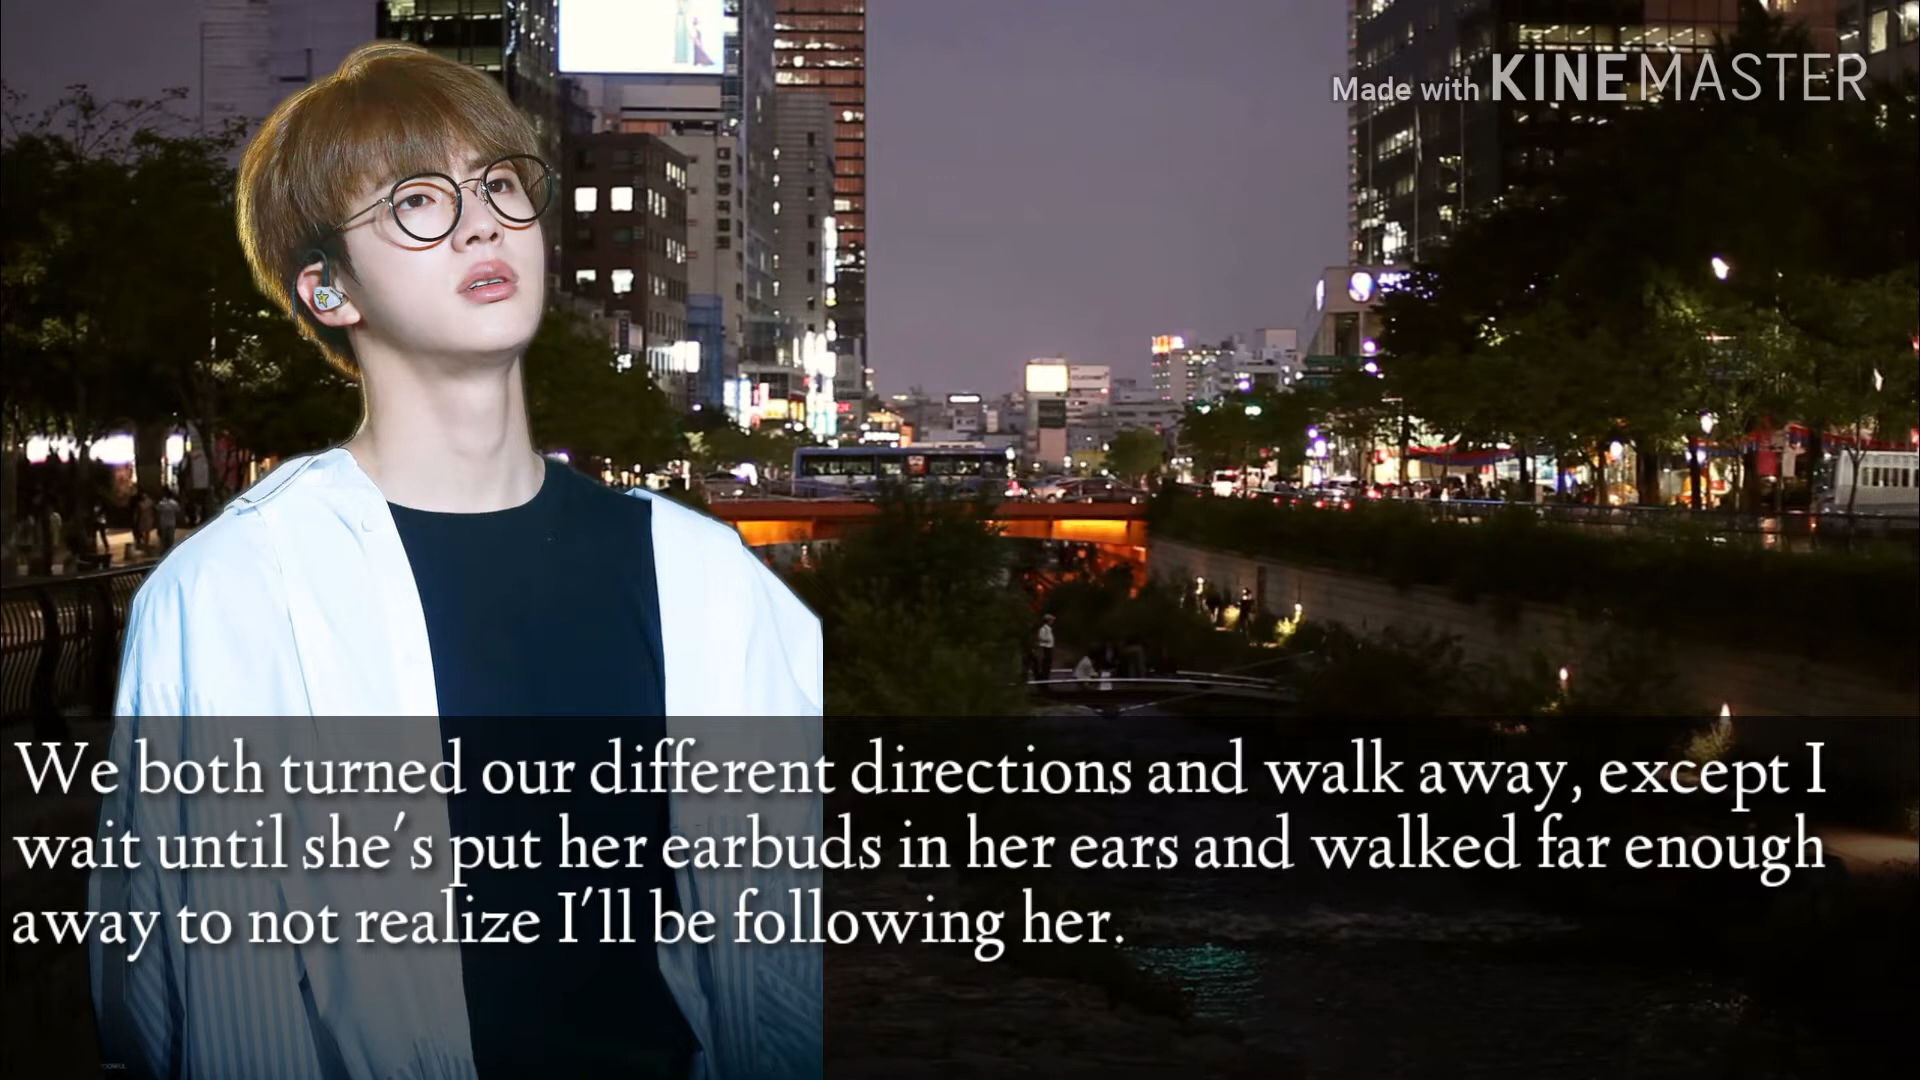 Made with KINEMASTER
We both turned our different directions and walk away, except I
wait until she's put her earbuds in her ears and walked far enough
away to not realize I'll be following her.